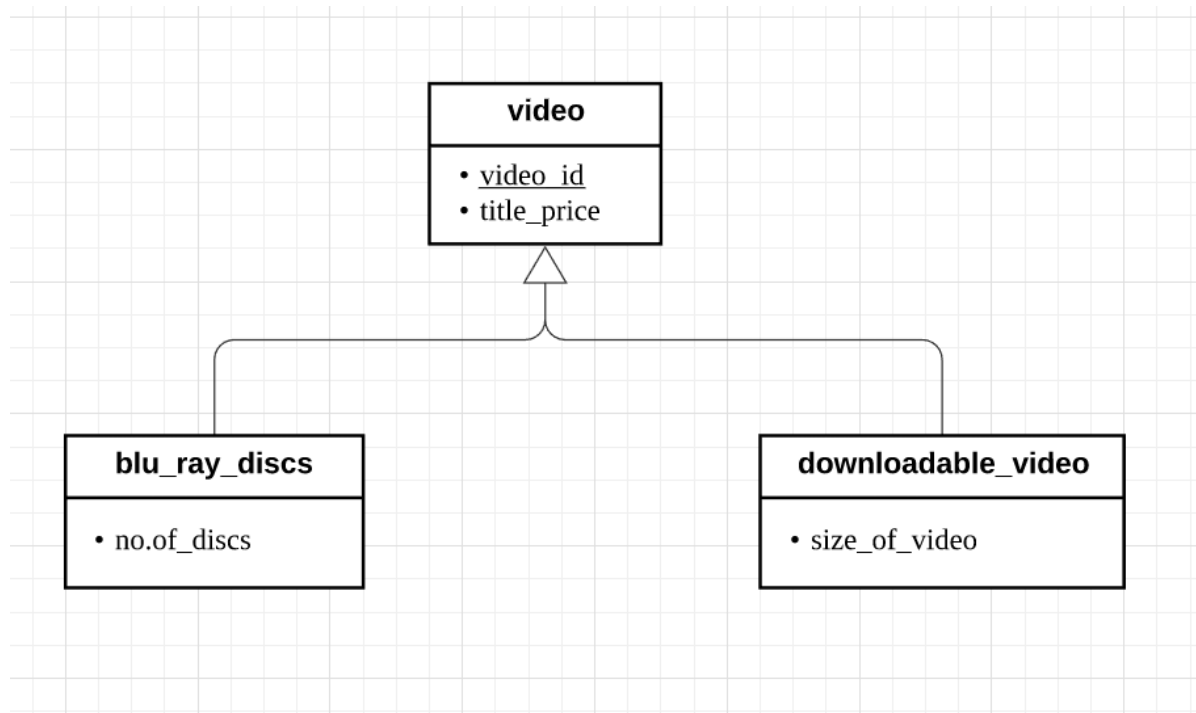 video
• video_id
• title_price
blu_ray_discs
• no.of_discs
downloadable_video
• size_of_video